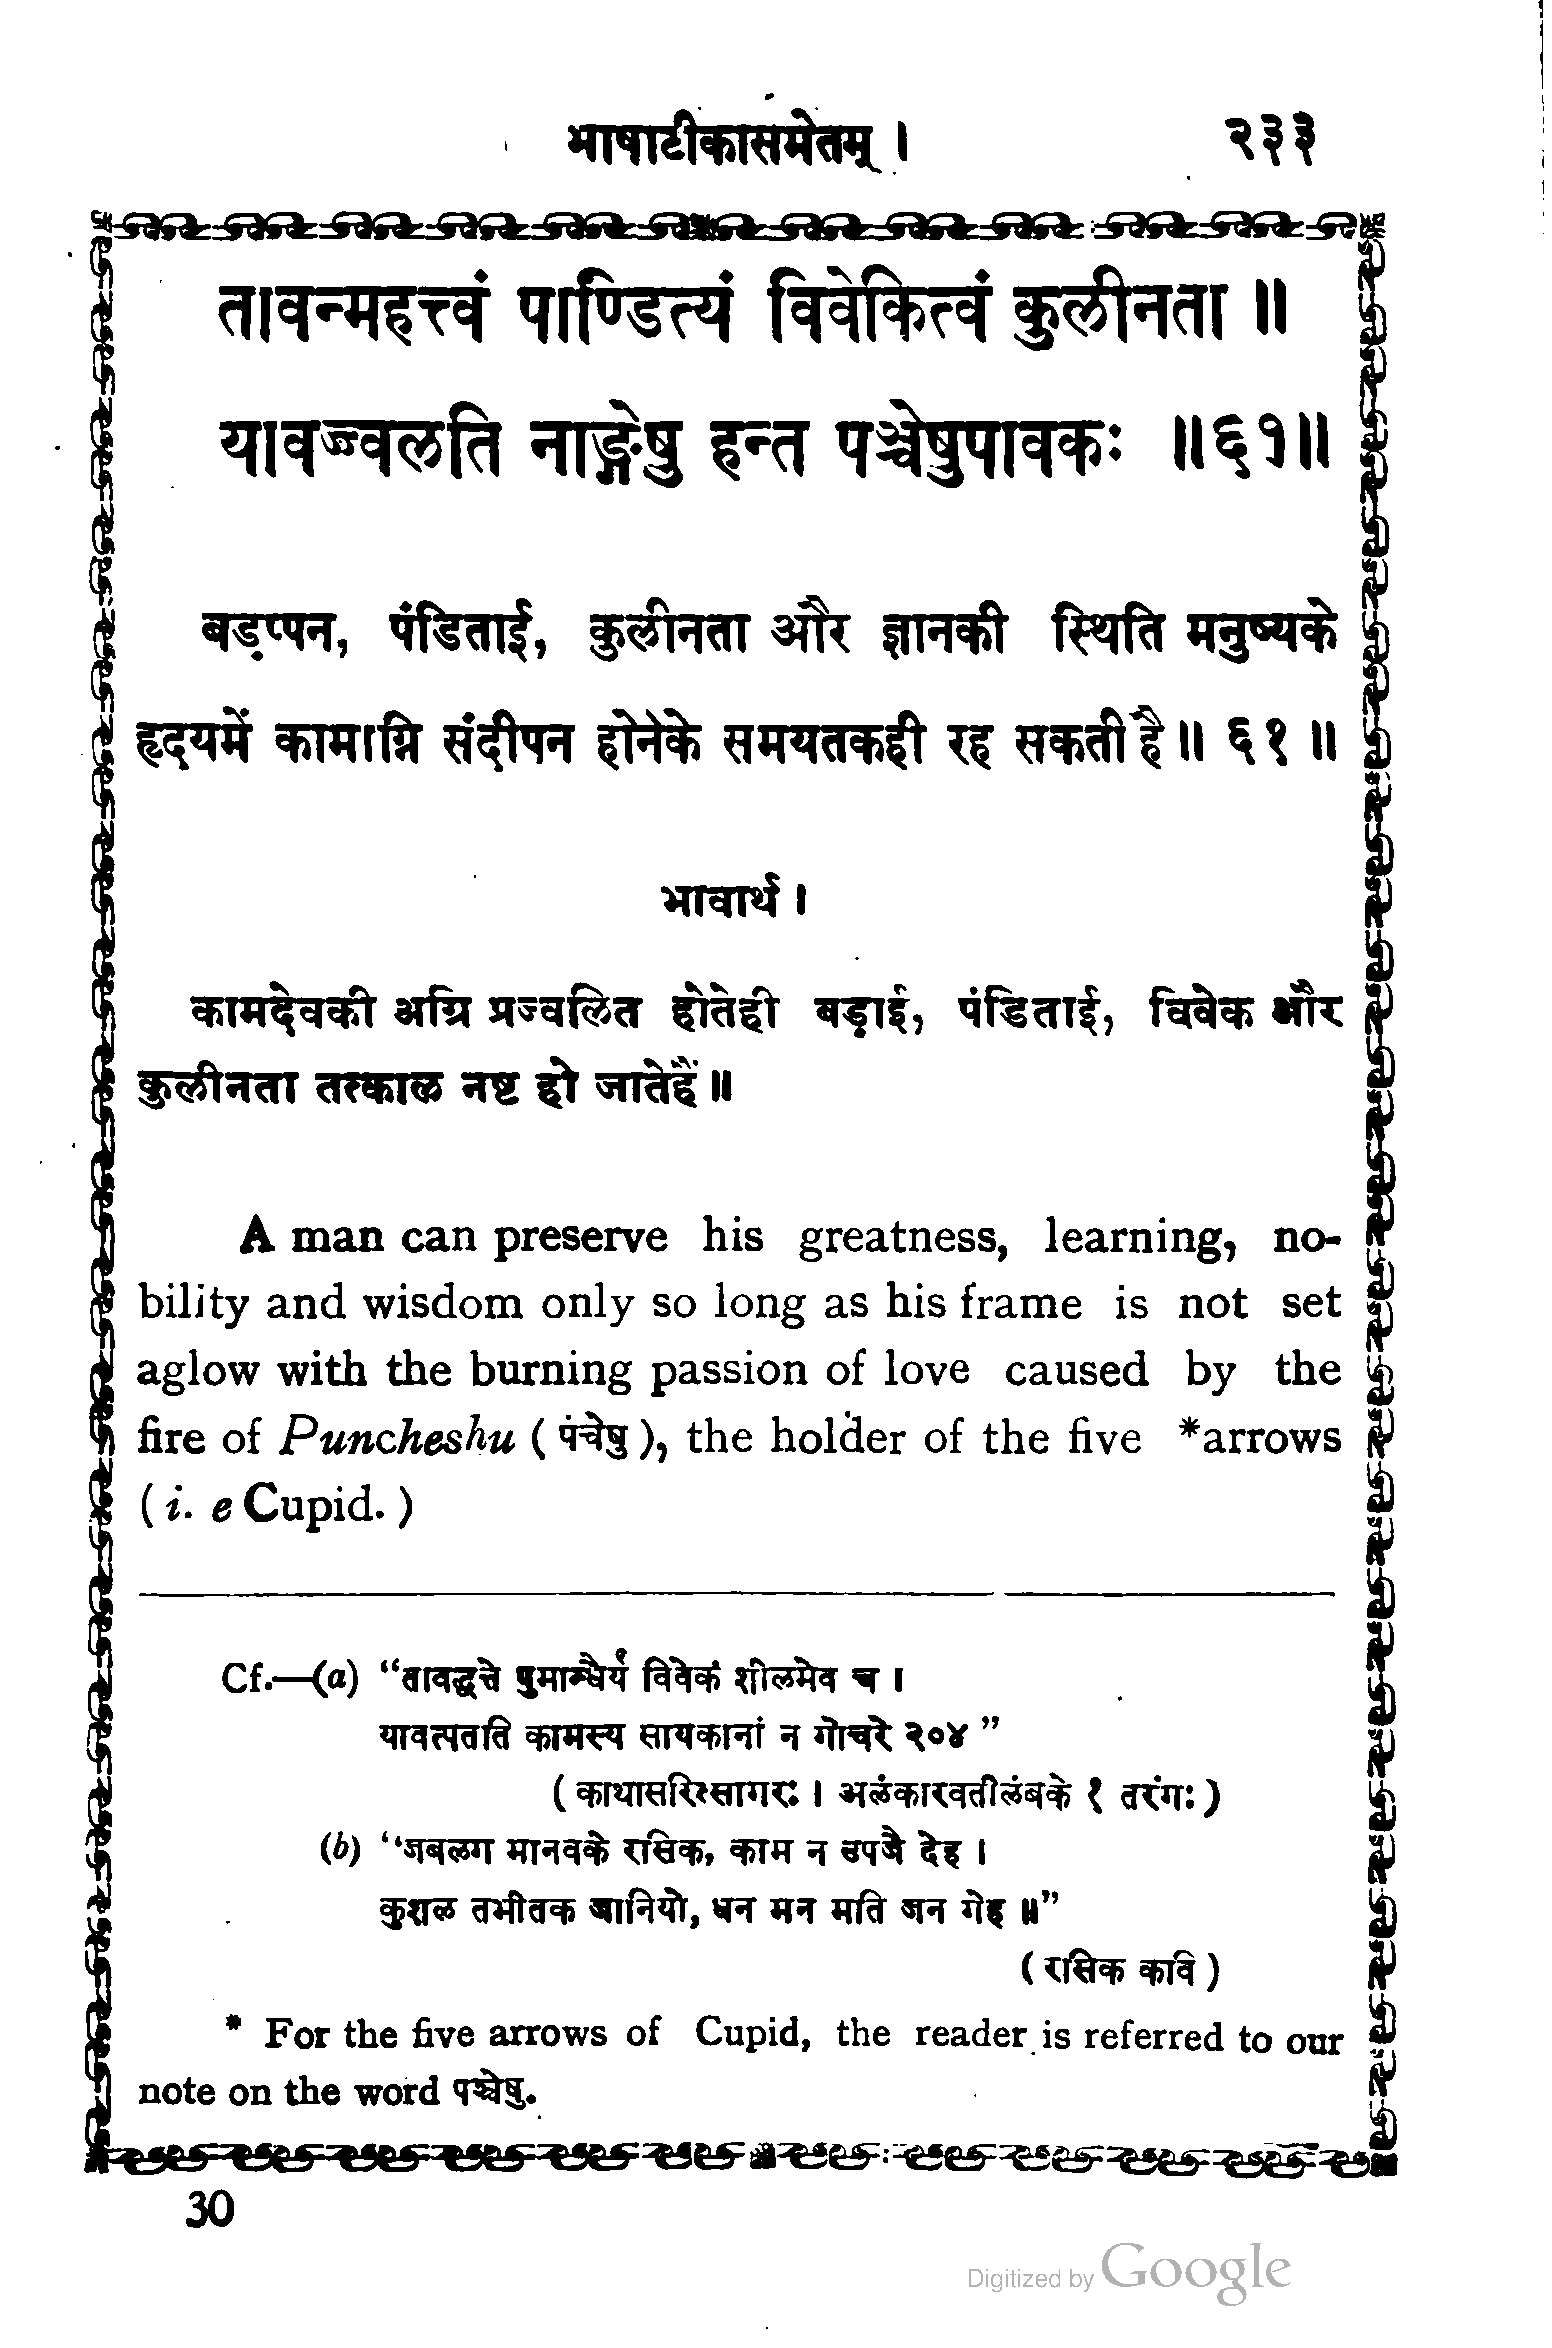 भाषाटीकासमेतम् । २३३
तावन्महत्त्वं पाण्डित्यं विवेकित्वं कुलीनता ॥
यावज्ज्वलति नाङ्गेषु हन्त पञ्चेषुपावकः ॥६१॥
बड़प्पन, पंडिताई, कुलीनता और ज्ञानकी स्थिति मनुष्यके
हृदयमें कामाग्नि संदीपन होनेके समयतकही रह सकतीहै॥ ६१ ॥
भावार्थ ।
कामदेवकी अग्नि प्रज्वलित होतेही बड़ाई, पंडिताई, विवेक और
कुलीनता तत्काल नष्ट हो जातेहैं॥
A man can preserve his greatness, learning, no-
bility and wisdom only so long as his frame is not set
aglow with the burning passion of love caused by the
fire of Puncheshu ( पंचेषु ), the holder of the five *arrows
( i. e Cupid. )
Cf.—(a) “तावद्धत्ते पुमान्धैर्यं विवेकं शीलमेव च ।
यावत्पतति कामस्य सायकानां न गोचरे २०४ ”
( काथासरित्सागरः । अलंकारवतीलंबके १ तरंगः )
(b) “जबलग मानवके रासिक, काम न उपजै देह ।
कुशल तभीतक जानियो, धन मन मति जन गेह ॥”
( रासिक कवि )
* For the five arrows of Cupid, the reader is referred to our
note on the word पञ्चेषु.
30
Digitized by Google